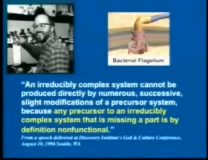 Bacterial Flagellum
"An irreducibly complex system cannot be
produced directly by numerous, successive,
slight modifications of a precursor system,
because any precursor to an irreducibly
complex system that is missing a part is by
definition nonfunctional."
From a speech delivered at Discovery Institute's God & Culture Conference,
August 10, 1996 Seattle, WA